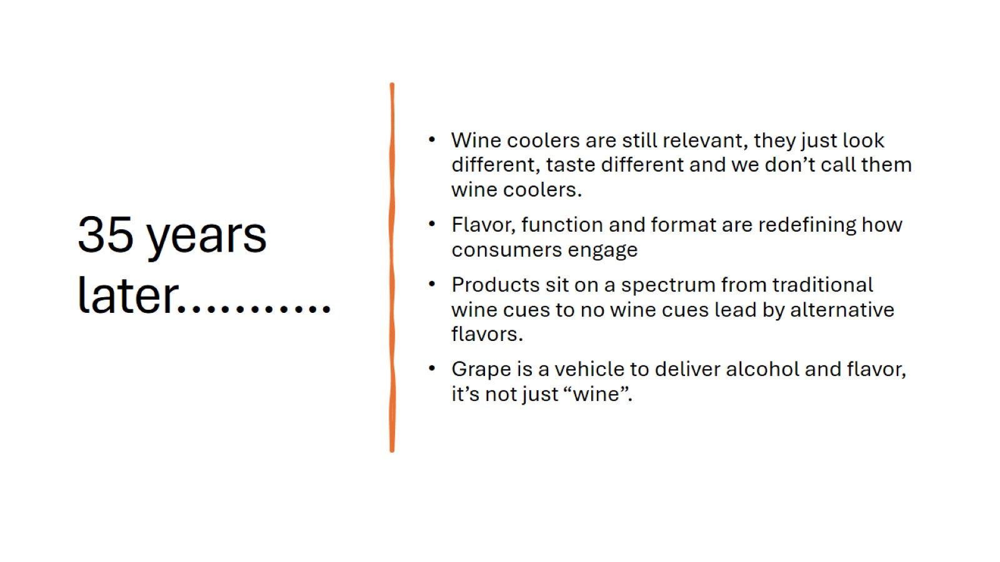 35 years
later...........
• Wine coolers are still relevant, they just look
different, taste different and we don’t call them
wine coolers.
• Flavor, function and format are redefining how
consumers engage
• Products sit on a spectrum from traditional
wine cues to no wine cues lead by alternative
flavors.
• Grape is a vehicle to deliver alcohol and flavor,
it’s not just “wine”.